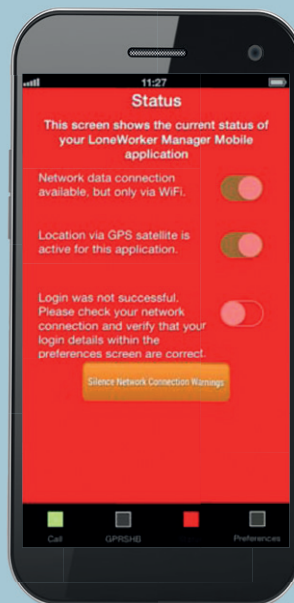 11:27
Status
This screen shows the current status of
your LoneWorker Manager Mobile
application
Network data connection
available, but only via WiFi.
Location via GPS satellite is
active for this application.
Login was not successful.
Please check your network
connection and verify that your
login details within the
preferences screen are correct.
Silence Network Connection Warnings
Call GPRSHB Preferences